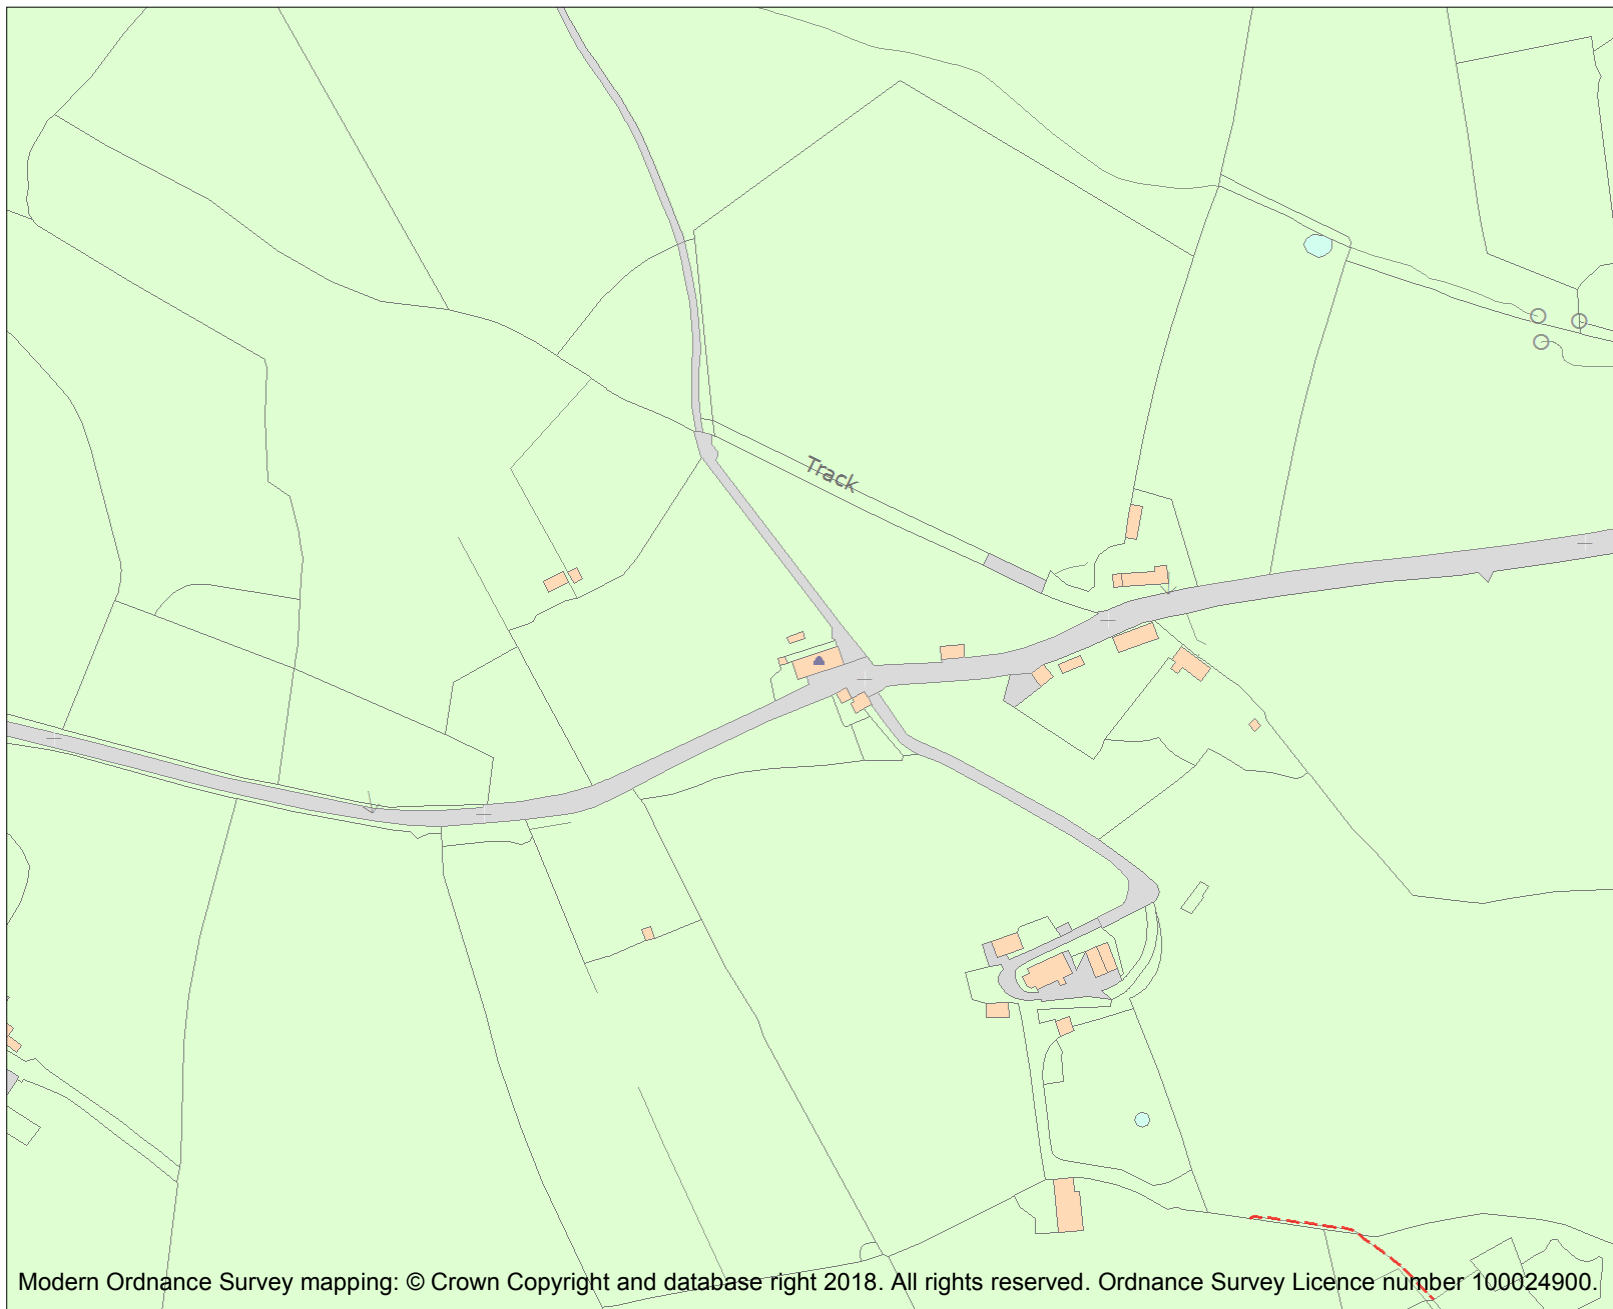 Track
Modern Ordnance Survey mapping: © Crown Copyright and database right 2018. All rights reserved. Ordnance Survey Licence number 100024900.